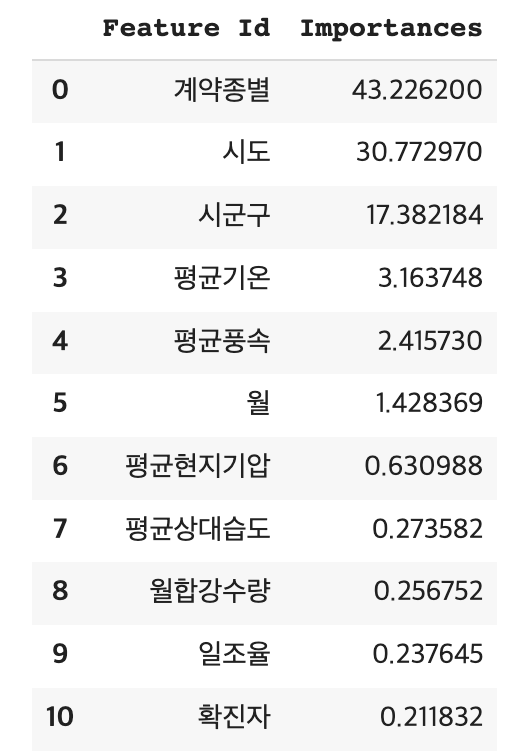 Feature Id Importances
0 계약종별 43.226200
1 시도 30.772970
2 시군구 17.382184
3 평균기온 3.163748
4 평균풍속 2.415730
5 월 1.428369
6 평균현지기압 0.630988
7 평균상대습도 0.273582
8 월합강수량 0.256752
9 일조율 0.237645
10 확진자 0.211832